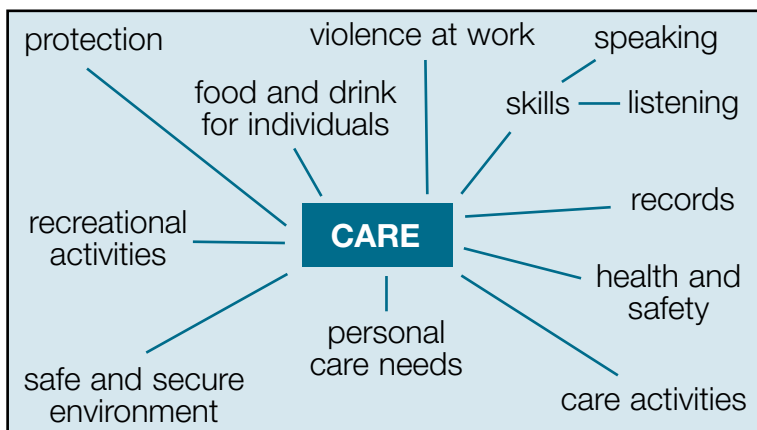 protection
violence at work
speaking
food and drink
for individuals
skills
listening
recreational
activities
CARE
records
health and
safety
personal
care needs
safe and secure
environment
care activities